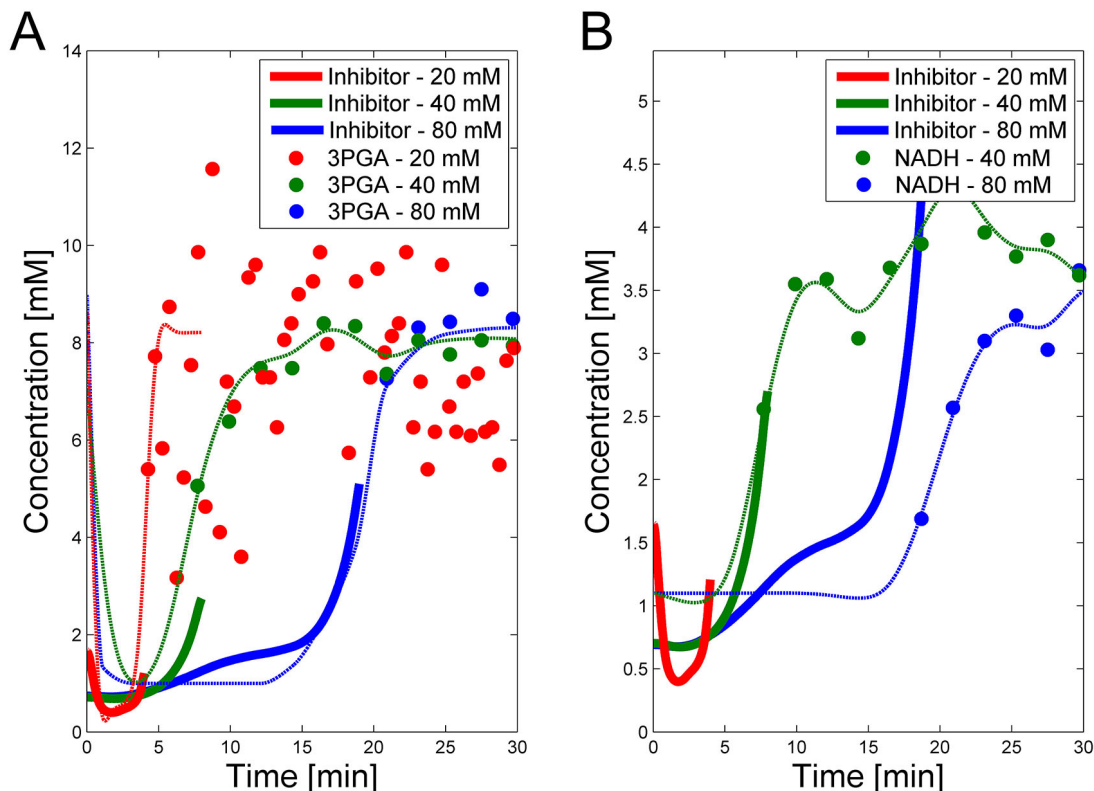 A
Concentration [mM]
14
12
10
8
6
4
2
0
0
5
10
15
20
25
30
Time [min]
Inhibitor - 20 mM
Inhibitor - 40 mM
Inhibitor - 80 mM
3PGA - 20 mM
3PGA - 40 mM
3PGA - 80 mM
B
Concentration [mM]
5
4.5
4
3.5
3
2.5
2
1.5
1
0.5
0
0
5
10
15
20
25
30
Time [min]
Inhibitor - 20 mM
Inhibitor - 40 mM
Inhibitor - 80 mM
NADH - 40 mM
NADH - 80 mM